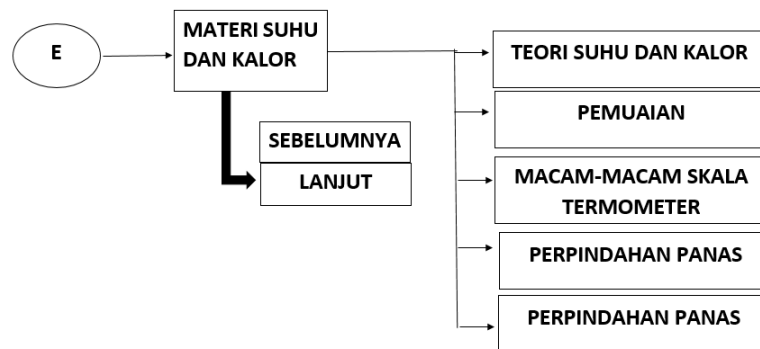 E
MATERI SUHU
DAN KALOR
SEBELUMNYA
LANJUT
TEORI SUHU DAN KALOR
PEMUAIAN
MACAM-MACAM SKALA
TERMOMETER
PERPINDAHAN PANAS
PERPINDAHAN PANAS